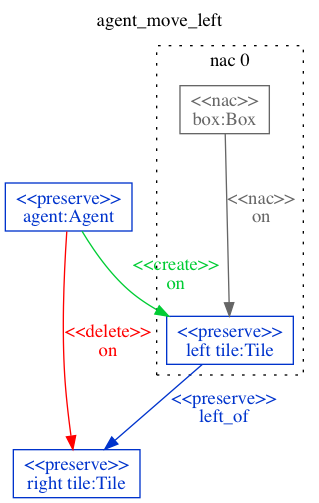 agent_move_left
nac 0
<<nac>>
box:Box
<<preserve>>
agent:Agent
<<nac>>
on
<<create>>
on
<<delete>>
on
<<preserve>>
left tile:Tile
<<preserve>>
left_of
<<preserve>>
right tile:Tile